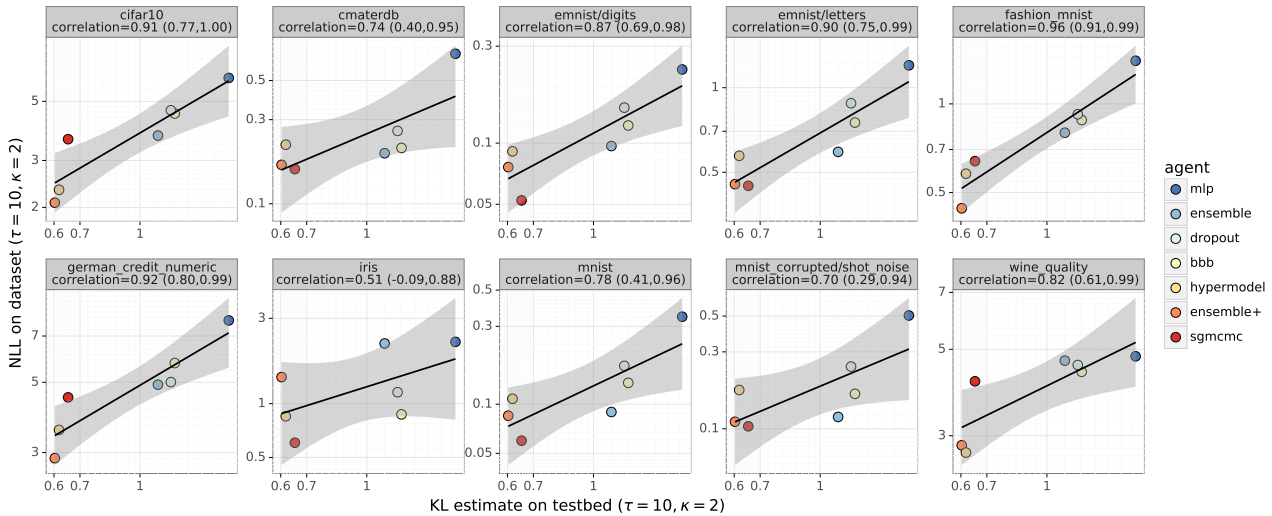 cifar10
correlation=0.91 (0.77,1.00)
cmaterdb
correlation=0.74 (0.40,0.95)
emnist/digits
correlation=0.87 (0.69,0.98)
emnist/letters
correlation=0.90 (0.75,0.99)
fashion_mnist
correlation=0.96 (0.91,0.99)
5
3
2
0.6 0.7 1
0.5
0.3
0.1
0.6 0.7 1
0.3
0.1
0.05
0.6 0.7 1
1
0.7
0.5
0.6 0.7 1
1
0.7
0.5
0.6 0.7 1
german_credit_numeric
correlation=0.92 (0.80,0.99)
iris
correlation=0.51 (-0.09,0.88)
mnist
correlation=0.78 (0.41,0.96)
mnist_corrupted/shot_noise
correlation=0.70 (0.29,0.94)
wine_quality
correlation=0.82 (0.61,0.99)
7
5
3
0.6 0.7 1
3
1
0.5
0.6 0.7 1
0.5
0.3
0.1
0.05
0.6 0.7 1
0.5
0.3
0.1
0.6 0.7 1
7
5
3
0.6 0.7 1
NLL on dataset (τ = 10, κ = 2)
KL estimate on testbed (τ = 10, κ = 2)
agent
mlp
ensemble
dropout
bbb
hypermodel
ensemble+
sgmcmc